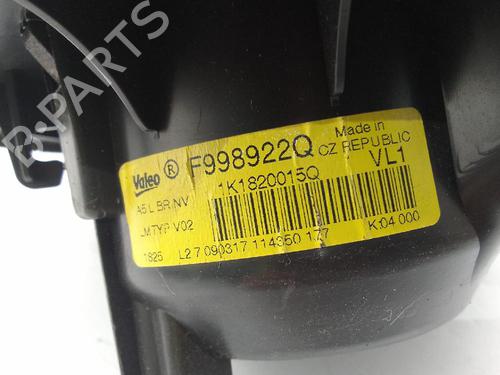 B-PARTS
Valeo ® F998922Q Made in
CZ REPUBLIC
1K1820015Q VL1
A5 L BR/NV
LM TYP V02
1825 L2 7 090317 114350 177 K:04 000